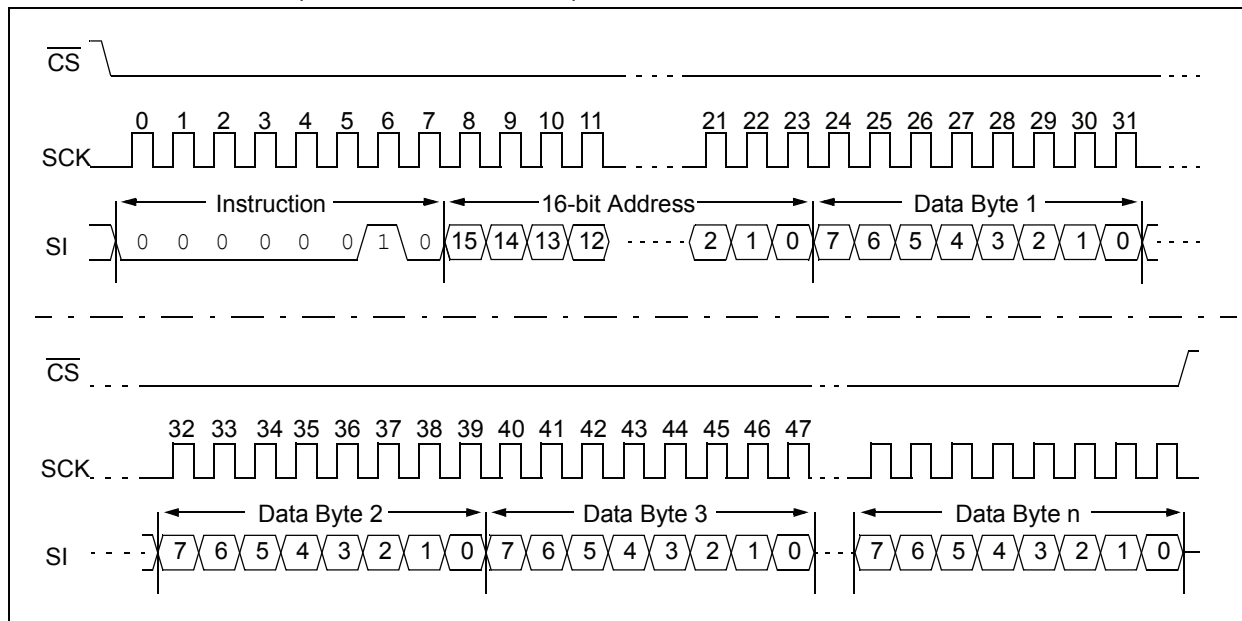 CS
0 1 2 3 4 5 6 7 8 9 10 11 21 22 23 24 25 26 27 28 29 30 31
SCK
Instruction 16-bit Address Data Byte 1
SI 0 0 0 0 0 0 1 0 15 14 13 12 2 1 0 7 6 5 4 3 2 1 0
CS
32 33 34 35 36 37 38 39 40 41 42 43 44 45 46 47
SCK
Data Byte 2 Data Byte 3 Data Byte n
SI 7 6 5 4 3 2 1 0 7 6 5 4 3 2 1 0 7 6 5 4 3 2 1 0